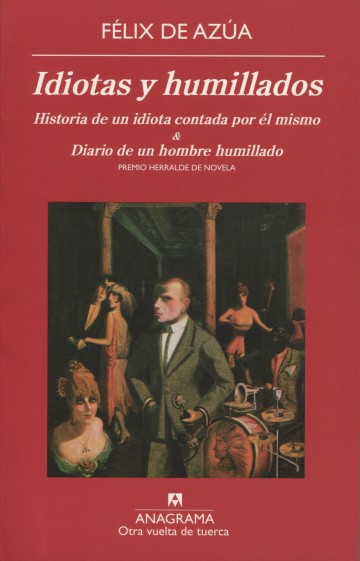 FÉLIX DE AZÚA
Idiotas y humillados
Historia de un idiota contada por él mismo
&
Diario de un hombre humillado
PREMIO HERRALDE DE NOVELA
ANAGRAMA
Otra vuelta de tuerca